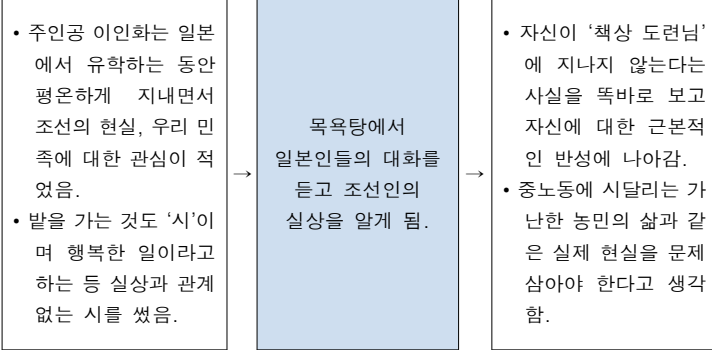 • 주인공 이인화는 일본
에서 유학하는 동안
평온하게 지내면서
조선의 현실, 우리 민
족에 대한 관심이 적
었음.
• 밭을 가는 것도 ‘시’이
며 행복한 일이라고
하는 등 실상과 관계
없는 시를 썼음.
→
목욕탕에서
일본인들의 대화를
듣고 조선인의
실상을 알게 됨.
→
• 자신이 ‘책상 도련님’
에 지나지 않는다는
사실을 똑바로 보고
자신에 대한 근본적
인 반성에 나아감.
• 중노동에 시달리는 가
난한 농민의 삶과 같
은 실제 현실을 문제
삼아야 한다고 생각
함.